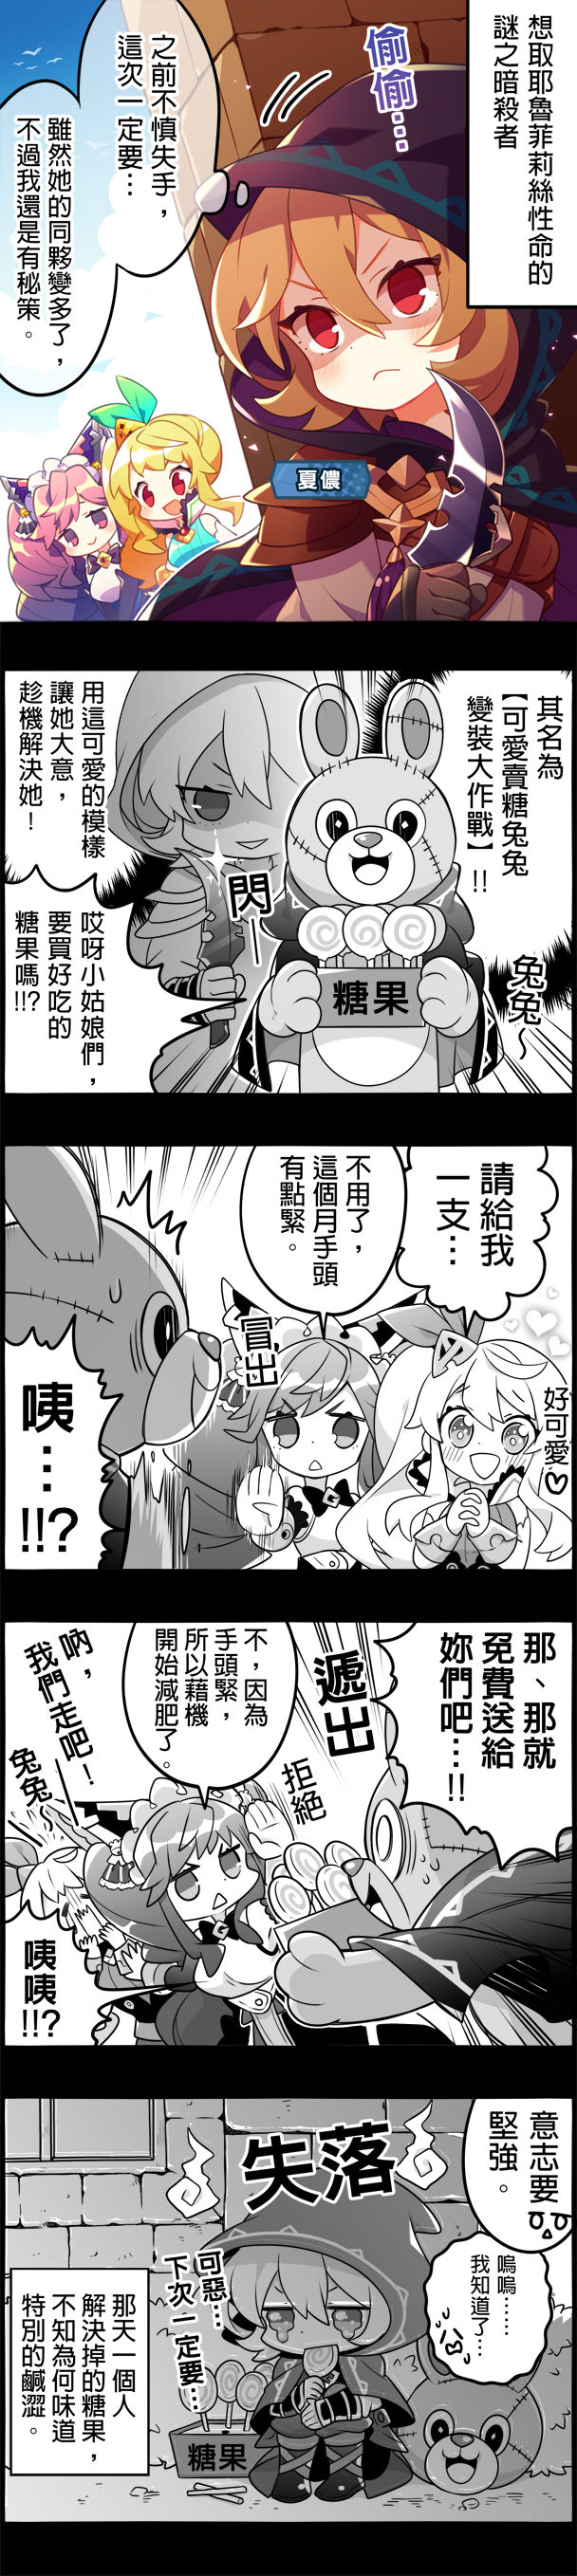 想取耶魯菲莉絲性命的
謎之暗殺者
偷偷…
之前不慎失手，
這次一定要…
雖然她的同夥變多了，
不過我還是有秘策。
夏儂
其名為
【可愛賣糖兔兔
變裝大作戰】!!
兔兔～
閃—
糖果
用這可愛的模樣
讓她大意，
趁機解決她！
哎呀小姑娘們，
要買好吃的
糖果嗎!!?
請給我
一支…
好可愛♡
不用了，
這個月手頭
有點緊。
冒出
咦…!!?
那、那就
免費送給
妳們吧…!!
遞出
拒絕
不，因為
手頭緊，
所以藉機
開始減肥了。
吶，
我們走吧！
兔兔～
咦咦!!?
意志要
堅強。
嗚嗚……
我知道了…
失落
可惡…
下次一定要…
糖果
那天一個人
解決掉的糖果，
不知為何味道
特別的鹹澀。